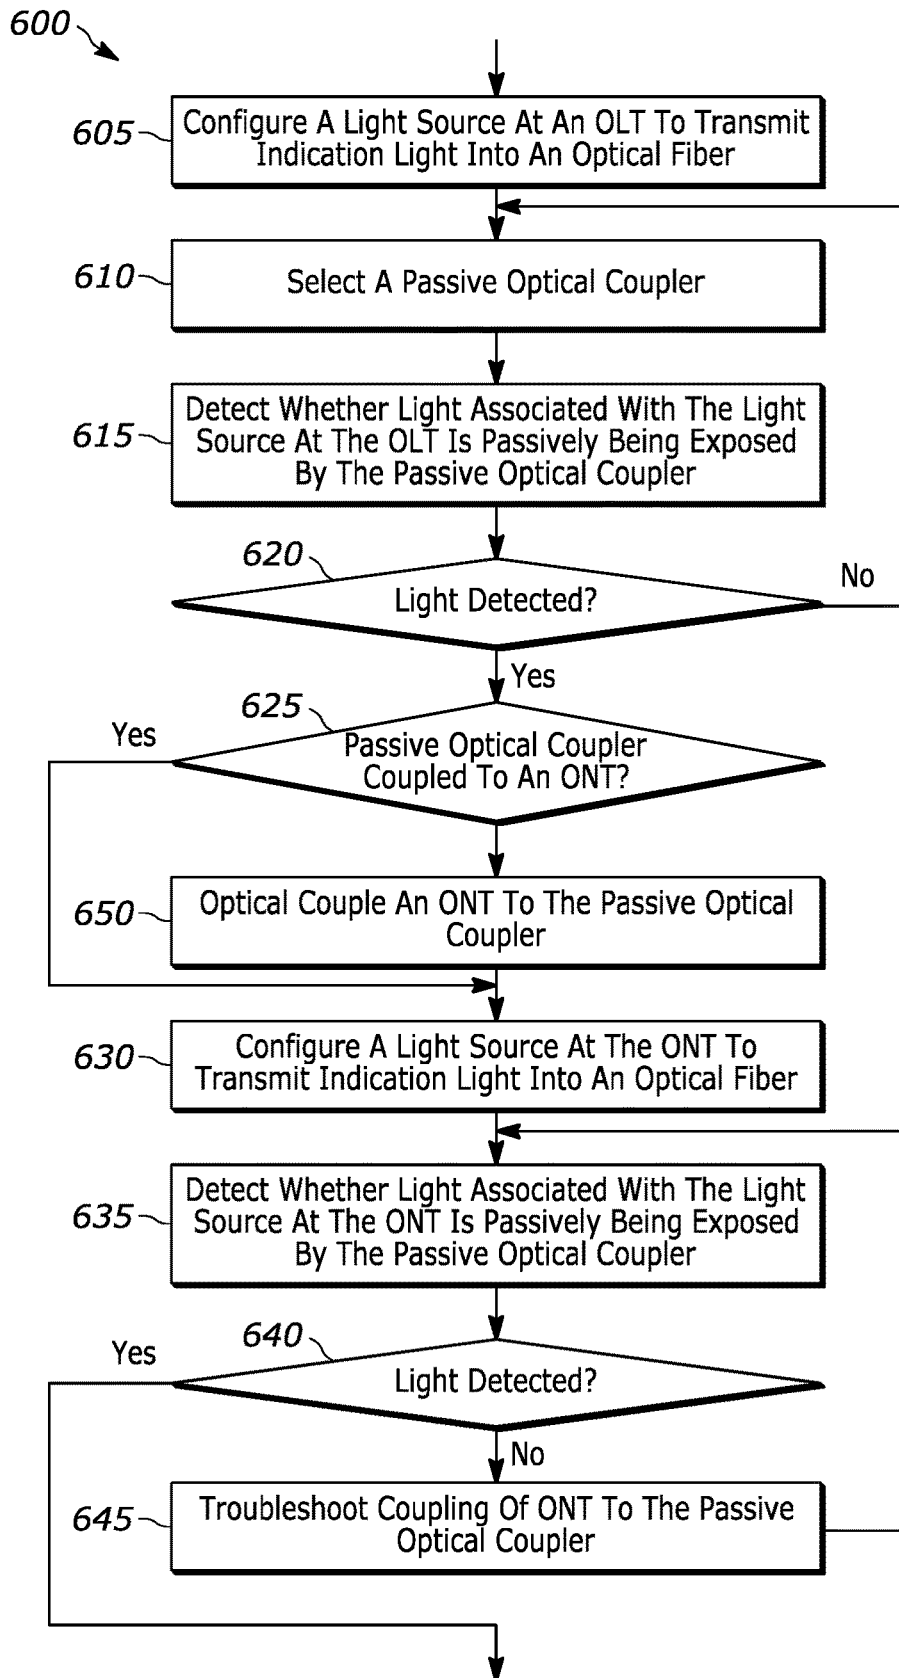 600
605
Configure A Light Source At An OLT To Transmit
Indication Light Into An Optical Fiber
610
Select A Passive Optical Coupler
615
Detect Whether Light Associated With The Light
Source At The OLT Is Passively Being Exposed
By The Passive Optical Coupler
620
Light Detected?
No
Yes
625
Yes
Passive Optical Coupler
Coupled To An ONT?
650
Optical Couple An ONT To The Passive Optical
Coupler
630
Configure A Light Source At The ONT To
Transmit Indication Light Into An Optical Fiber
635
Detect Whether Light Associated With The Light
Source At The ONT Is Passively Being Exposed
By The Passive Optical Coupler
640
Yes
Light Detected?
No
645
Troubleshoot Coupling Of ONT To The Passive
Optical Coupler